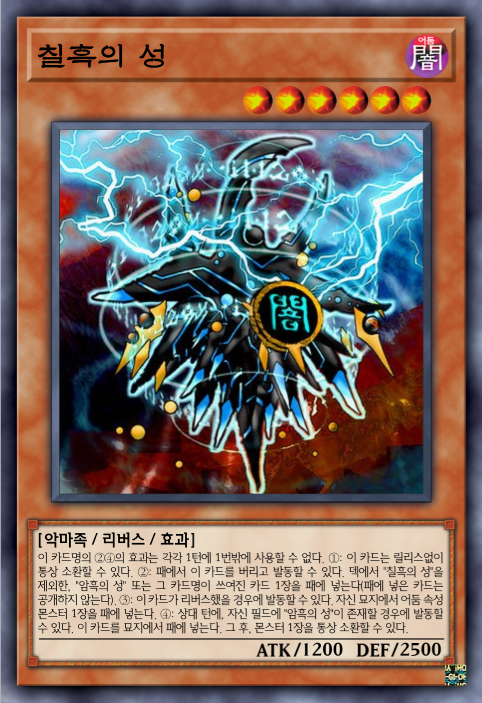 칠흑의 성
어둠
闇
闇
[악마족 / 리버스 / 효과]
이 카드명의 ②④의 효과는 각각 1턴에 1번밖에 사용할 수 없다. ①: 이 카드는 릴리스없이
통상 소환할 수 있다. ②: 패에서 이 카드를 버리고 발동할 수 있다. 덱에서 "칠흑의 성"을
제외한, "암흑의 성" 또는 그 카드명이 쓰여진 카드 1장을 패에 넣는다(패에 넣은 카드는
공개하지 않는다). ③: 이 카드가 리버스했을 경우에 발동할 수 있다. 자신 묘지에서 어둠 속성
몬스터 1장을 패에 넣는다. ④: 상대 턴에, 자신 필드에 "암흑의 성"이 존재할 경우에 발동할
수 있다. 이 카드를 묘지에서 패에 넣는다. 그 후, 몬스터 1장을 통상 소환할 수 있다.
ATK/1200 DEF/2500